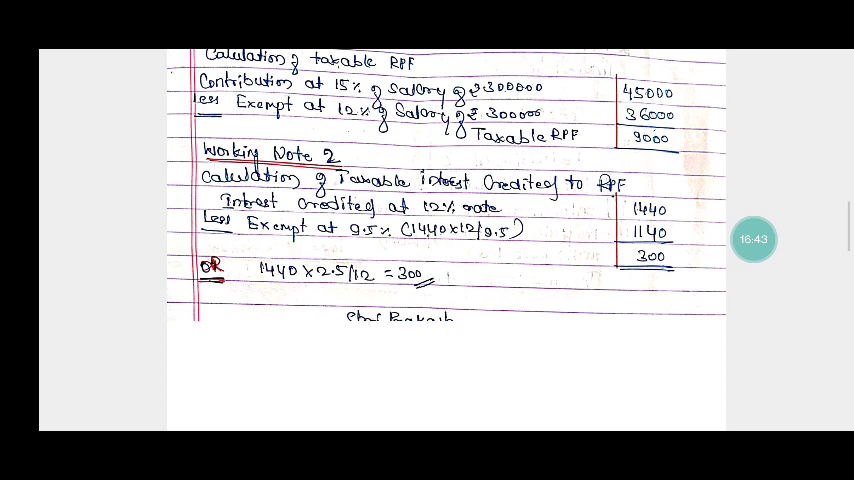 Calculation of taxable RPF
Contribution at 15% of Salary of ₹300000 45000
Less Exempt at 12% of Salary of ₹ 300000 36000
Taxable RPF 9000
Working Note 2
Calculation of Taxable interest Credited to RPF
Interest Credited at 12% rate 1440
Less Exempt at 9.5% (1440x12/9.5) 1140
300
OR 1440 x 2.5/12 = 300
16:43